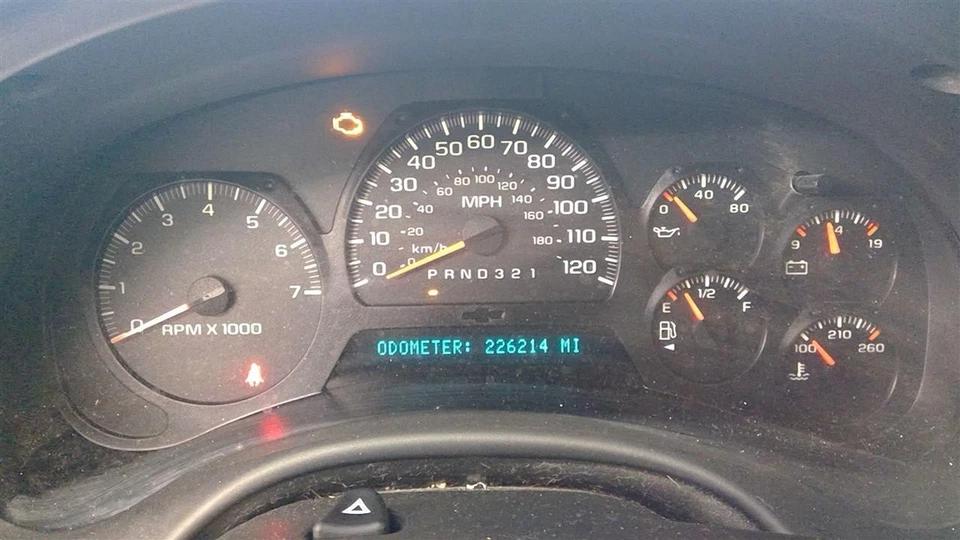 0 1 2 3 4 5 6 7
RPM X 1000
0 10 20 30 40 50 60 70 80 90 100 110 120
MPH
0 20 40 60 80 100 120 140 160 180
km/h
P R N D 3 2 1
ODOMETER: 226214 MI
0 40 80
9 14 19
E 1/2 F
100 210 260